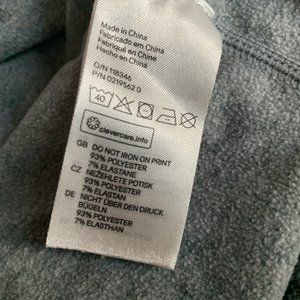 Made in China
Fabricado em China
Fabriqué en Chine
Hecho en China
O/N 118346
P/N 0219562 0
40
clevercare.info
GB DO NOT IRON ON PRINT
93% POLYESTER
7% ELASTANE
CZ NEŽEHLETE POTISK
93% POLYESTER
7% ELASTAN
DE NICHT ÜBER DEN DRUCK
BÜGELN
93% POLYESTER
7% ELASTHAN